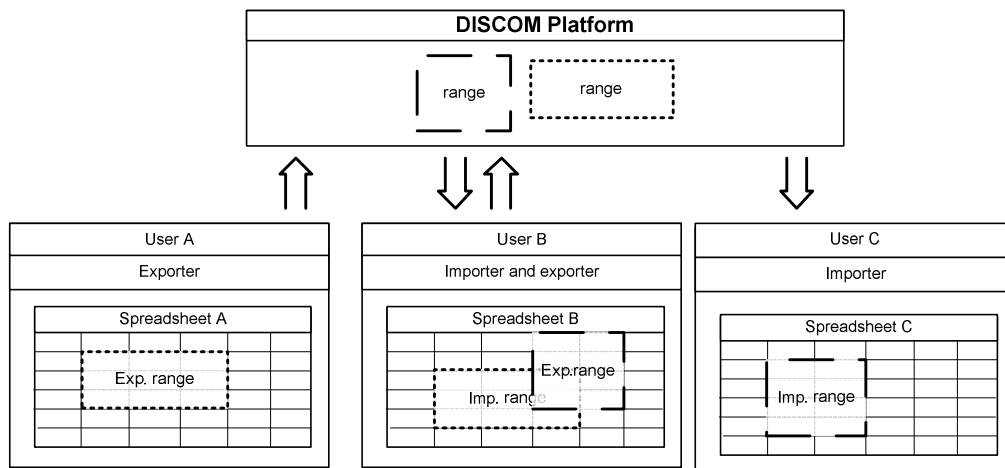 DISCOM Platform
range
range
User A
Exporter
Spreadsheet A
Exp. range
User B
Importer and exporter
Spreadsheet B
Exp.range
Imp. range
User C
Importer
Spreadsheet C
Imp. range